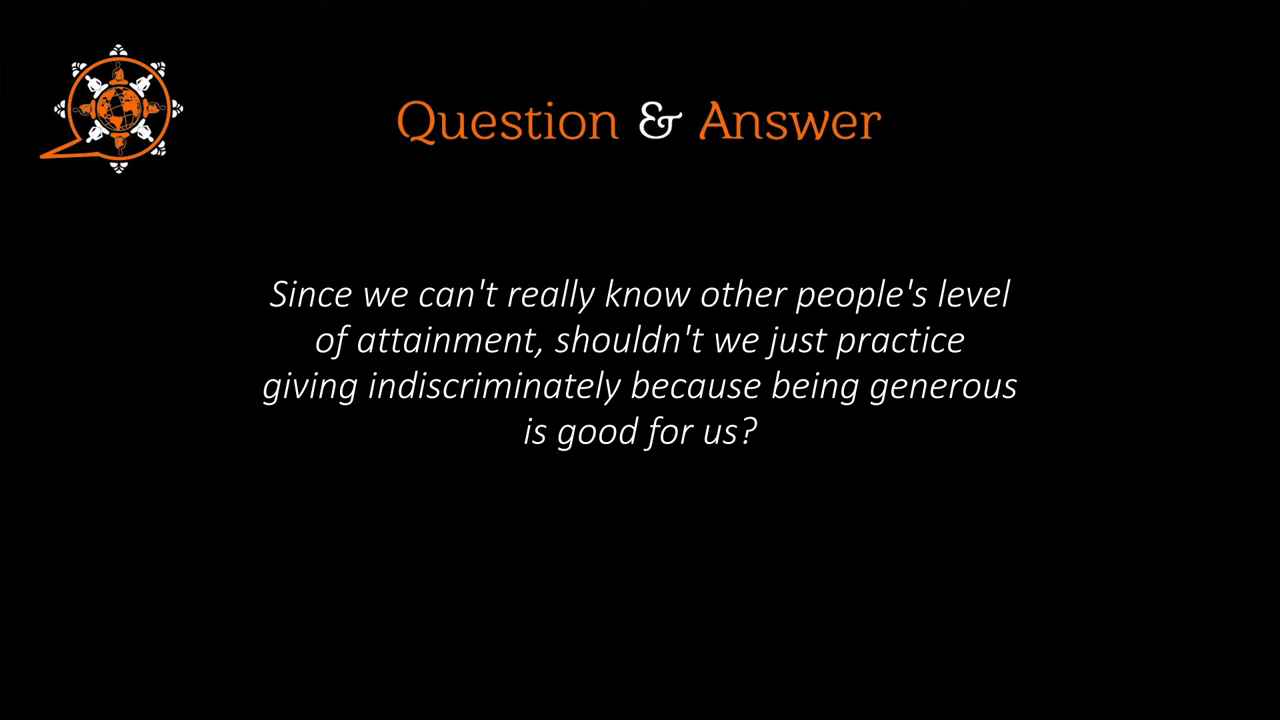 Question & Answer
Since we can't really know other people's level
of attainment, shouldn't we just practice
giving indiscriminately because being generous
is good for us?